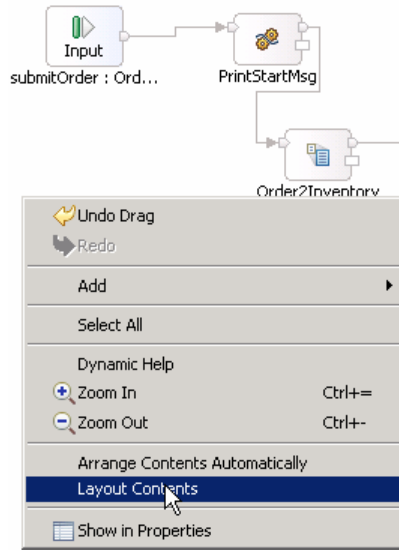 Input
submitOrder : Ord...
PrintStartMsg
Order2Inventory
Undo Drag
Redo
Add
Select All
Dynamic Help
Zoom In Ctrl+=
Zoom Out Ctrl+-
Arrange Contents Automatically
Layout Contents
Show in Properties